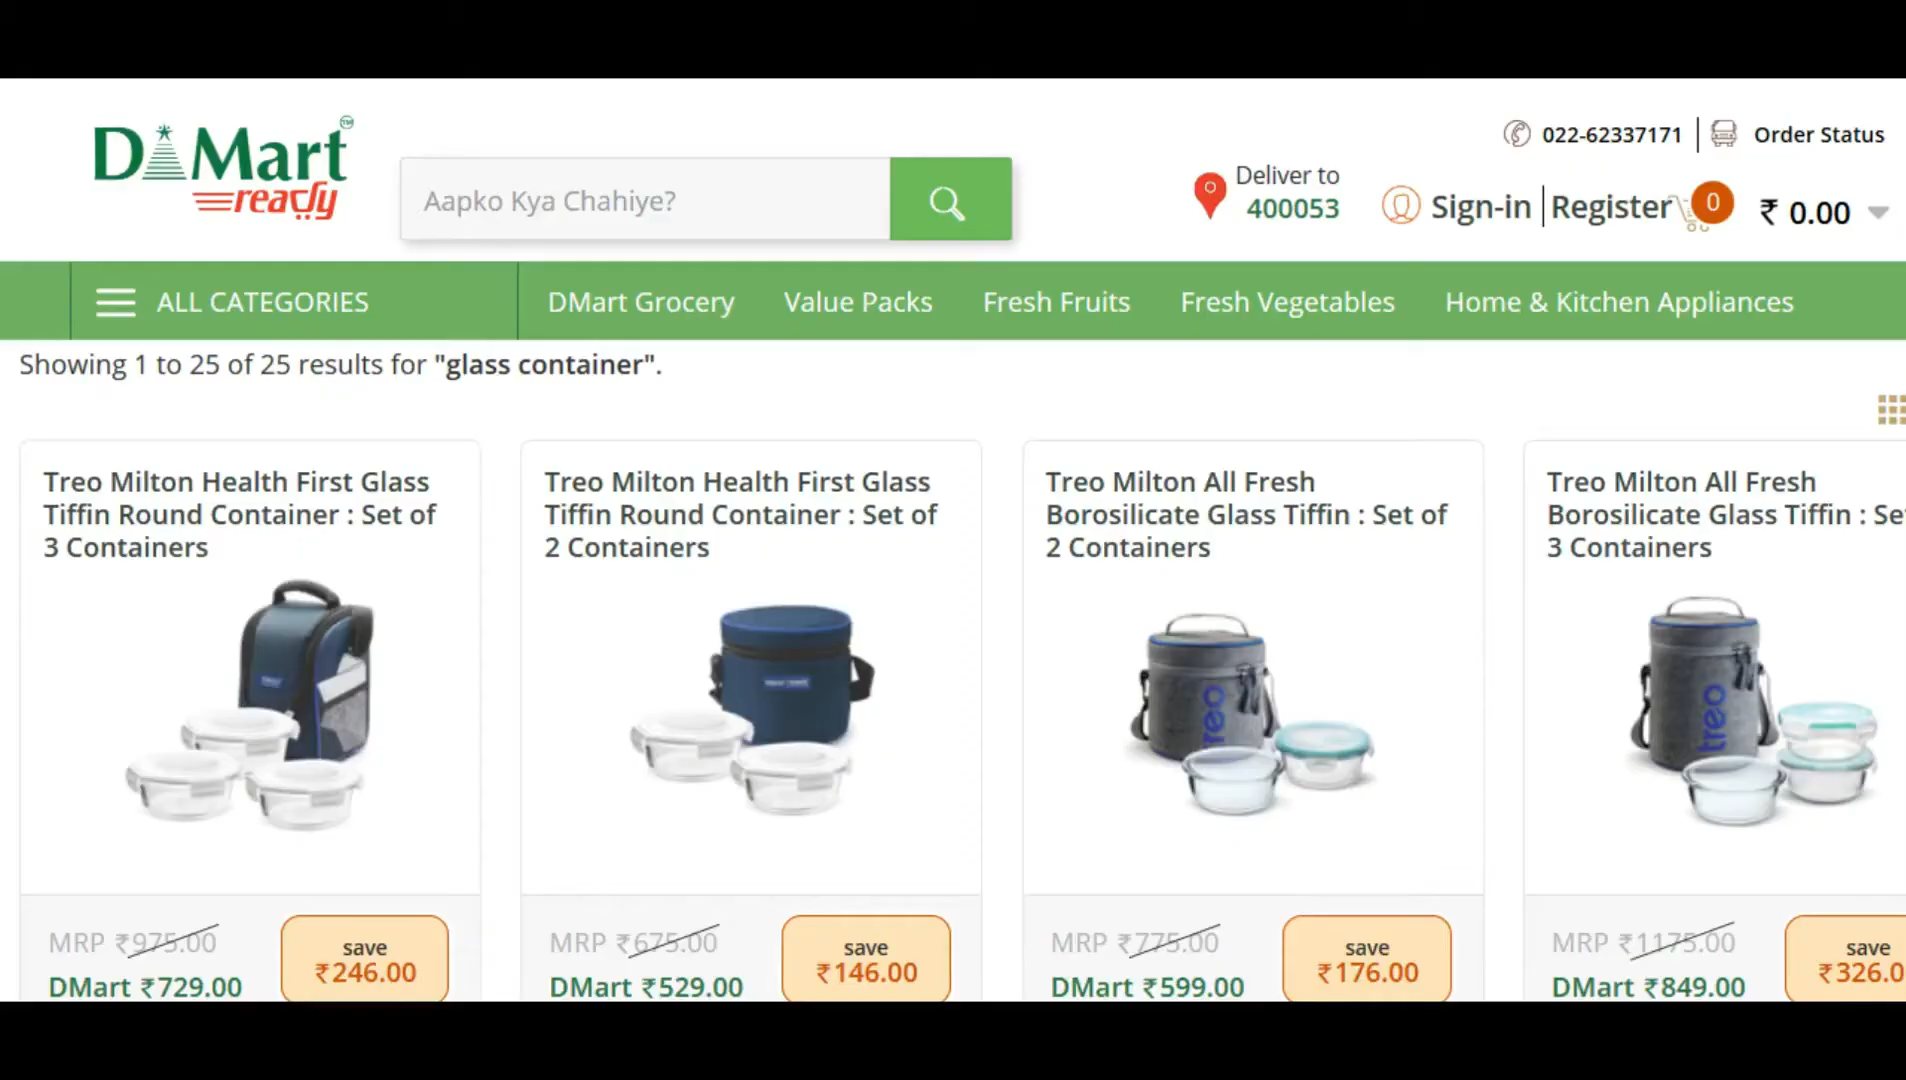 DMart TM
ready
Aapko Kya Chahiye?
Deliver to
400053
022-62337171
Order Status
Sign-in
Register
0
₹ 0.00
ALL CATEGORIES
DMart Grocery
Value Packs
Fresh Fruits
Fresh Vegetables
Home & Kitchen Appliances
Showing 1 to 25 of 25 results for "glass container".
Treo Milton Health First Glass
Tiffin Round Container : Set of
3 Containers
MRP ₹975.00
DMart ₹729.00
save
₹246.00
Treo Milton Health First Glass
Tiffin Round Container : Set of
2 Containers
MRP ₹675.00
DMart ₹529.00
save
₹146.00
Treo Milton All Fresh
Borosilicate Glass Tiffin : Set of
2 Containers
treo
MRP ₹775.00
DMart ₹599.00
save
₹176.00
Treo Milton All Fresh
Borosilicate Glass Tiffin : Se
3 Containers
treo
MRP ₹1175.00
DMart ₹849.00
save
₹326.0